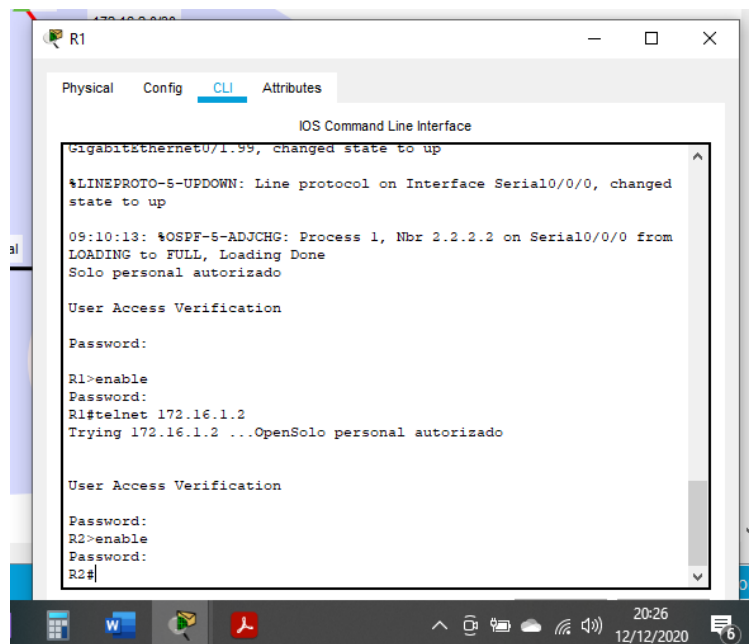 R1
Physical Config CLI Attributes
IOS Command Line Interface
GigabitEthernet0/1.99, changed state to up
%LINEPROTO-5-UPDOWN: Line protocol on Interface Serial0/0/0, changed
state to up
09:10:13: %OSPF-5-ADJCHG: Process 1, Nbr 2.2.2.2 on Serial0/0/0 from
LOADING to FULL, Loading Done
Solo personal autorizado
User Access Verification
Password:
R1>enable
Password:
R1#telnet 172.16.1.2
Trying 172.16.1.2 ...OpenSolo personal autorizado
User Access Verification
Password:
R2>enable
Password:
R2#
20:26
12/12/2020
6